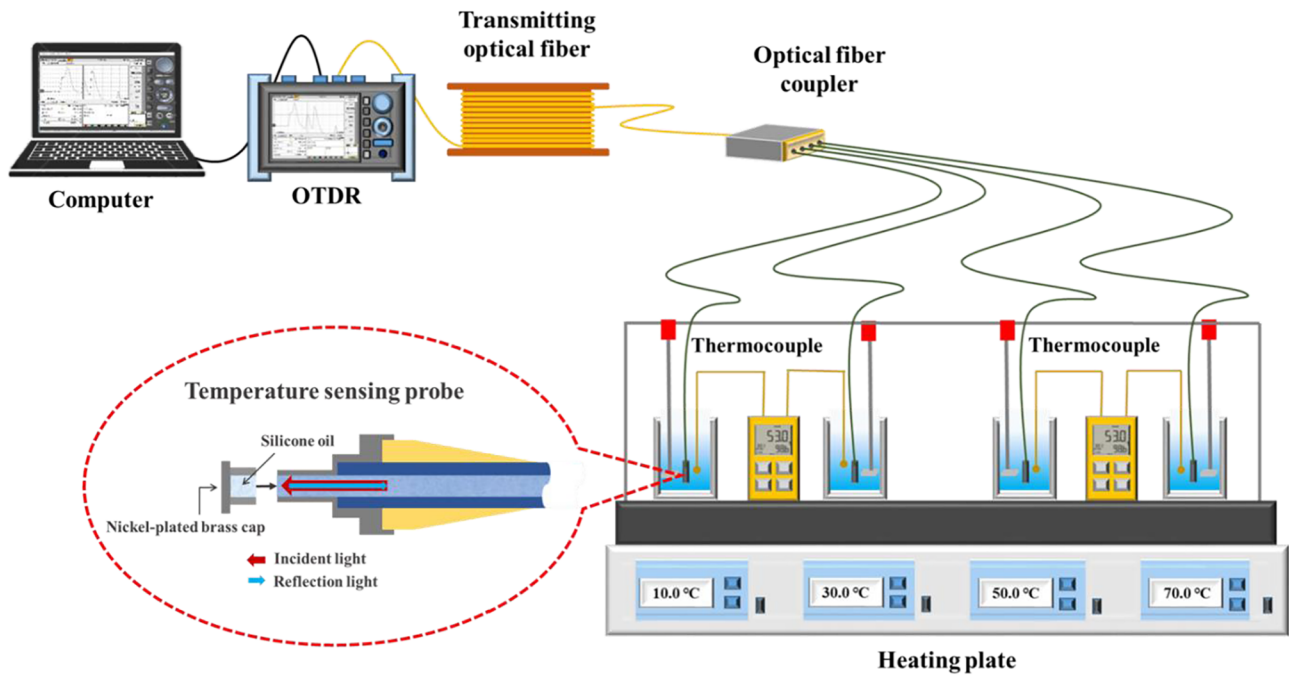 Transmitting
optical fiber
Optical fiber
coupler
Computer
OTDR
Thermocouple
Thermocouple
Temperature sensing probe
Silicone oil
Nickel-plated brass cap
Incident light
Reflection light
53.0
53.0
10.0 ℃
30.0 ℃
50.0 ℃
70.0 ℃
Heating plate